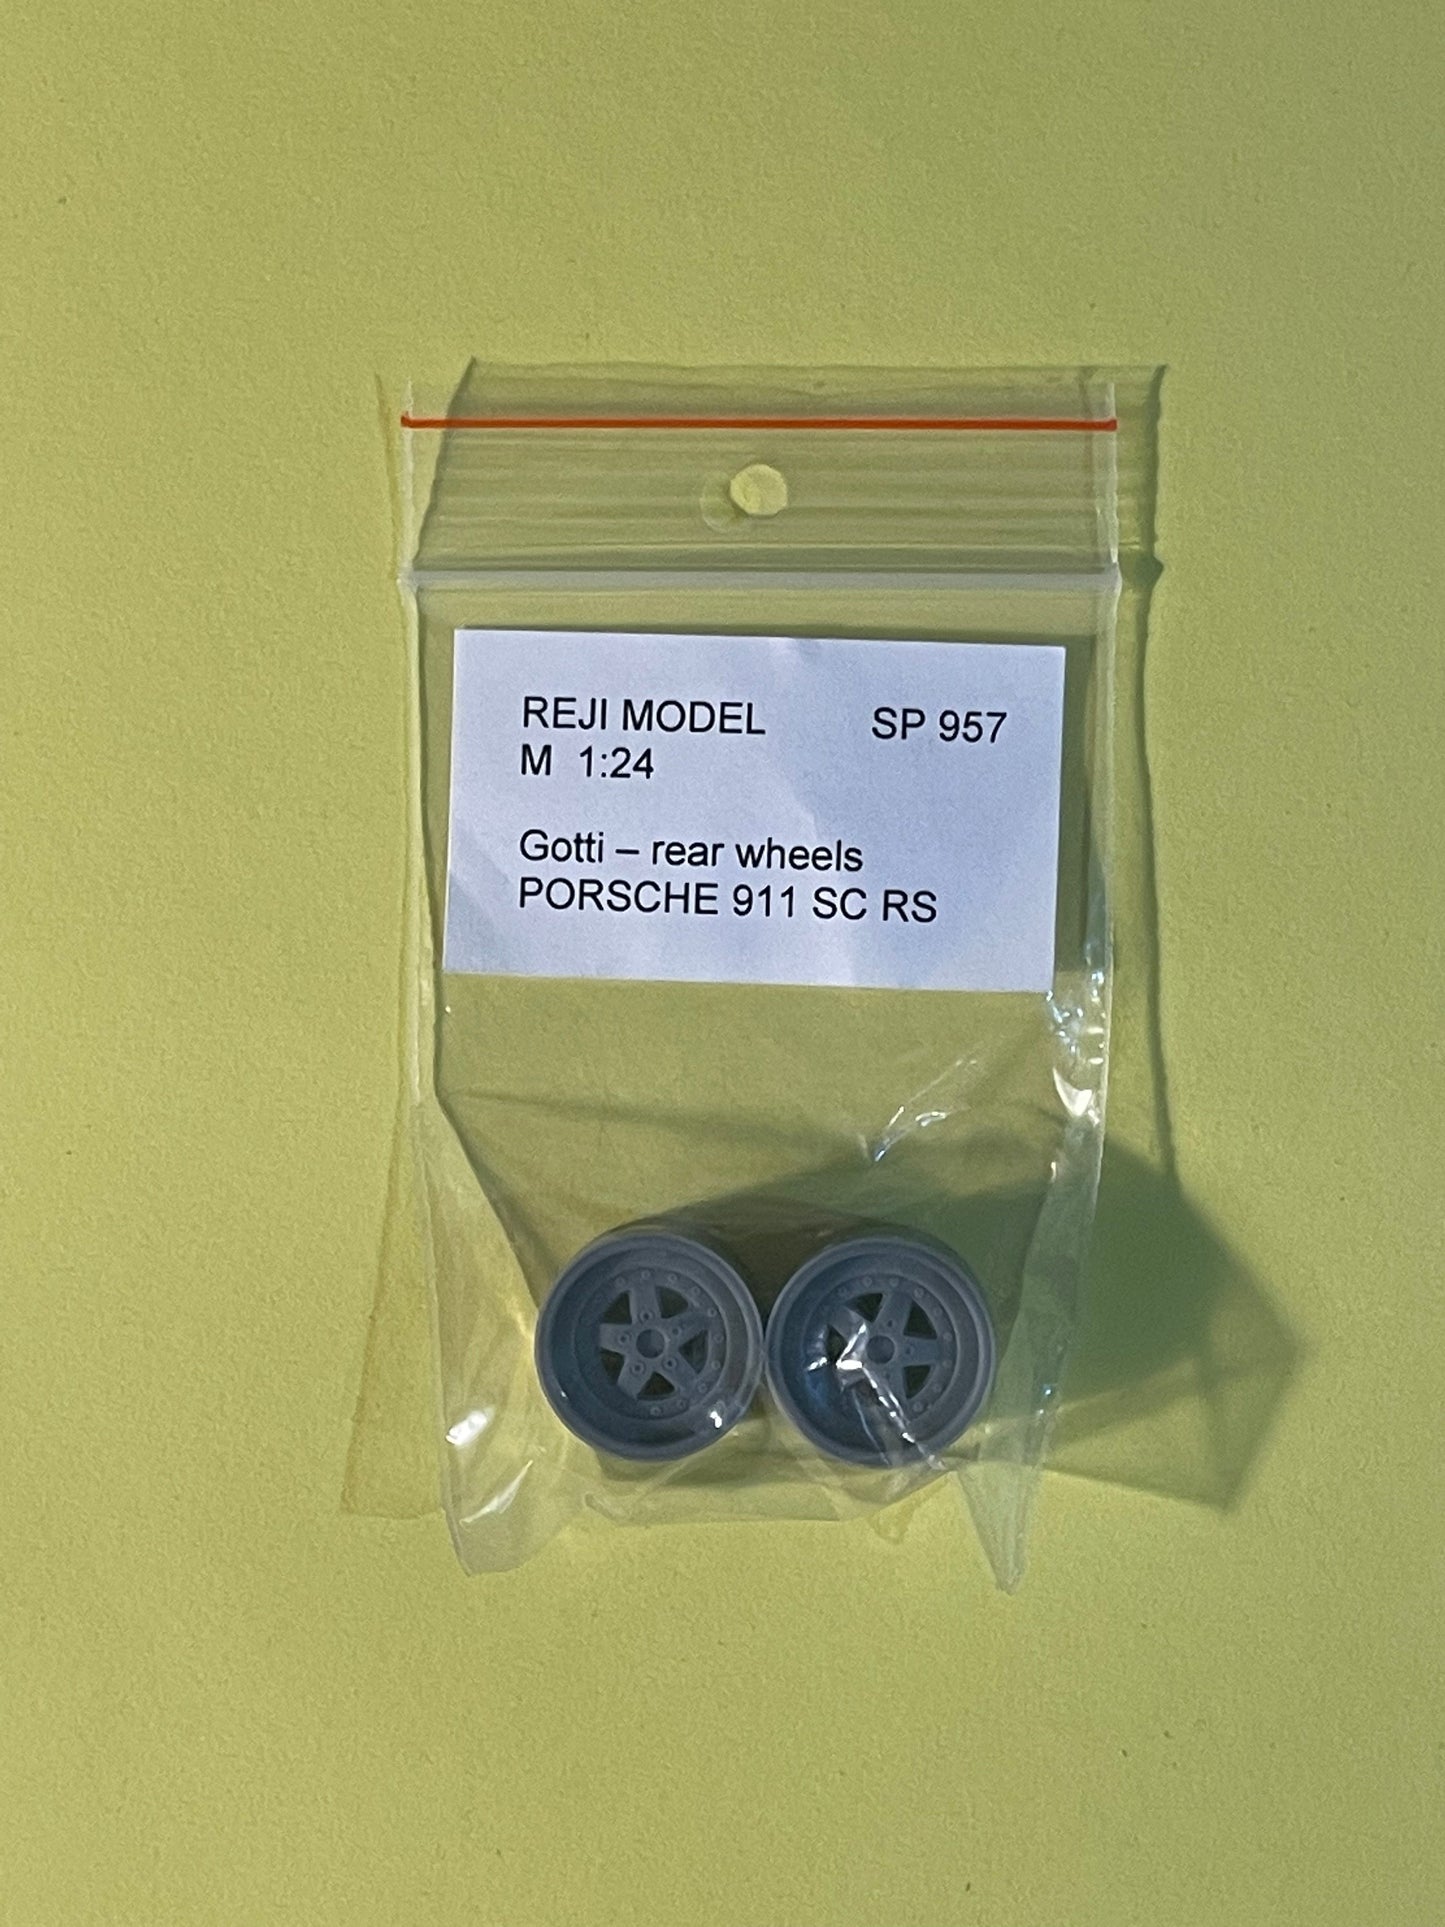 REJI MODEL SP 957
M 1:24
Gotti – rear wheels
PORSCHE 911 SC RS